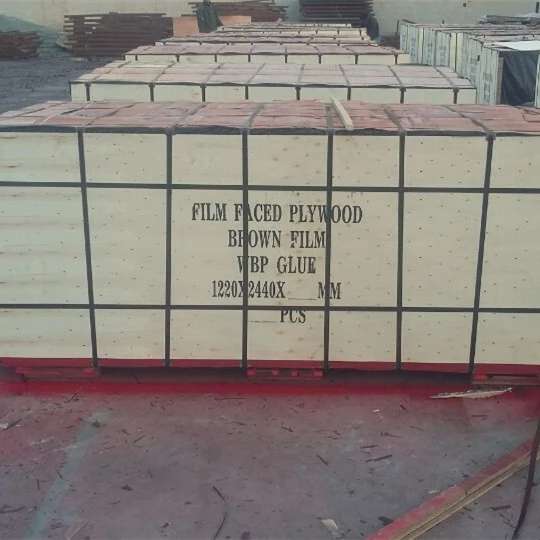 FILM FACED PLYWOOD
BROWN FILM
WBP GLUE
1220X2440X MM
PCS